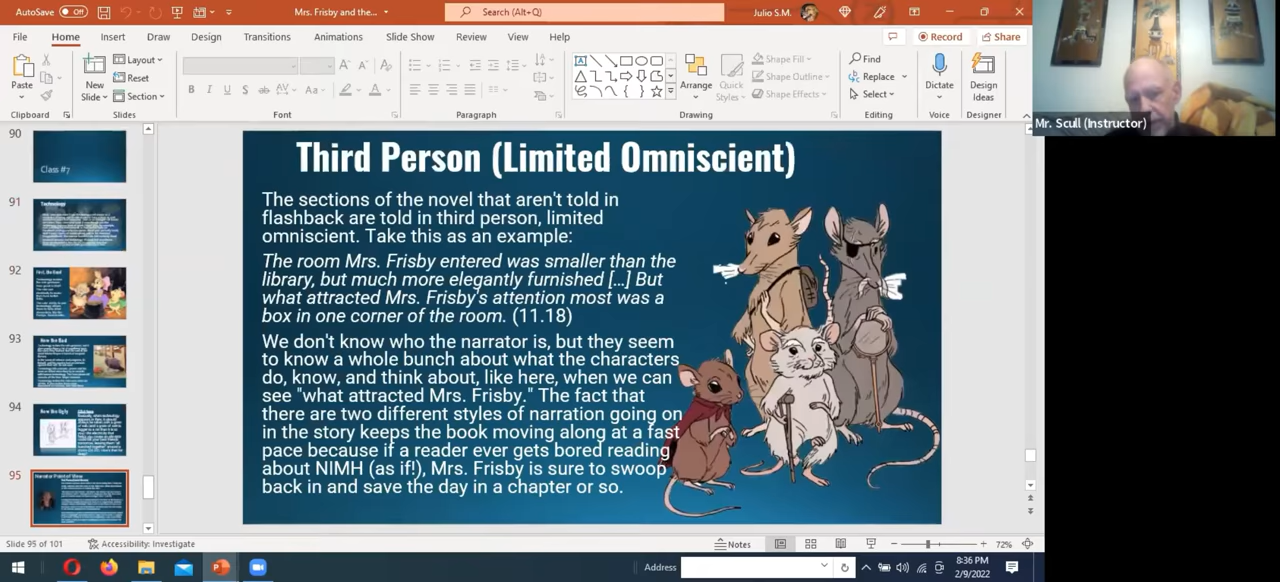 AutoSave Off
Mrs. Frisby and the...
Search (Alt+Q)
Julio S.M.
File Home Insert Draw Design Transitions Animations Slide Show Review View Help
Record Share
Paste
New Slide
Layout
Reset
Section
Arrange
Quick Styles
Shape Fill
Shape Outline
Shape Effects
Find
Replace
Select
Dictate
Design Ideas
Clipboard Slides Font Paragraph Drawing Editing Voice Designer
Mr. Scull (Instructor)
90
Class #7
91
Technology
92
93
94
95
Third Person (Limited Omniscient)
The sections of the novel that aren't told in
flashback are told in third person, limited
omniscient. Take this as an example:
The room Mrs. Frisby entered was smaller than the
library, but much more elegantly furnished [...] But
what attracted Mrs. Frisby's attention most was a
box in one corner of the room. (11.18)
We don't know who the narrator is, but they seem
to know a whole bunch about what the characters
do, know, and think about, like here, when we can
see "what attracted Mrs. Frisby." The fact that
there are two different styles of narration going on
in the story keeps the book moving along at a fast
pace because if a reader ever gets bored reading
about NIMH (as if!), Mrs. Frisby is sure to swoop
back in and save the day in a chapter or so.
Slide 95 of 101
Accessibility: Investigate
Notes
72%
Address
8:36 PM
2/9/2022